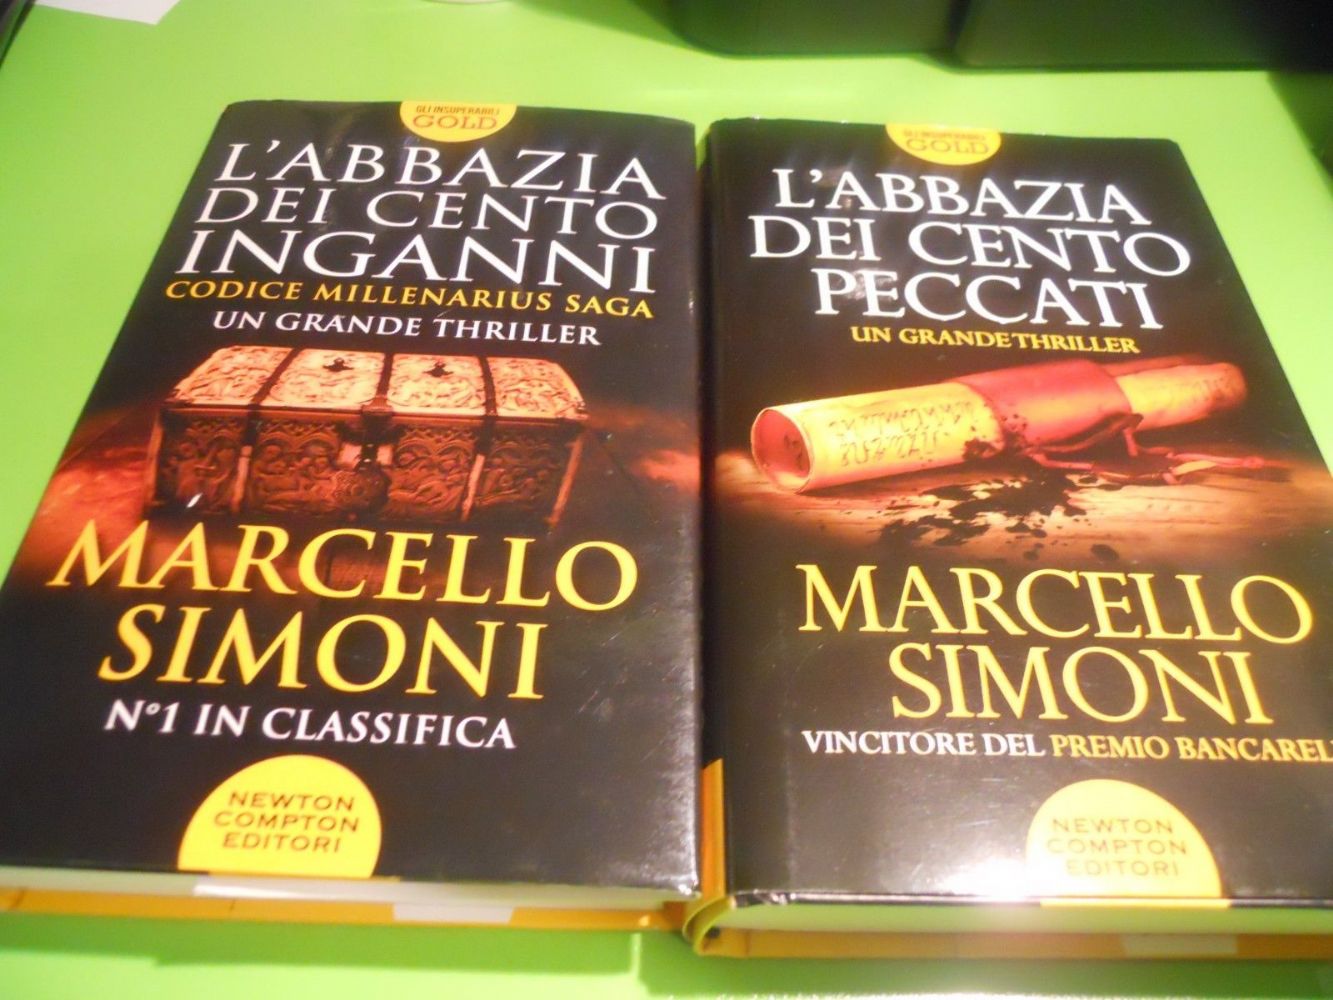 GLI INSUPERABILI
GOLD
L'ABBAZIA
DEI CENTO
INGANNI
CODICE MILLENARIUS SAGA
UN GRANDE THRILLER
MARCELLO
SIMONI
N°1 IN CLASSIFICA
NEWTON
COMPTON
EDITORI
GLI INSUPERABILI
GOLD
L'ABBAZIA
DEI CENTO
PECCATI
UN GRANDE THRILLER
MARCELLO
SIMONI
VINCITORE DEL PREMIO BANCAREL
NEWTON
COMPTON
EDITORI